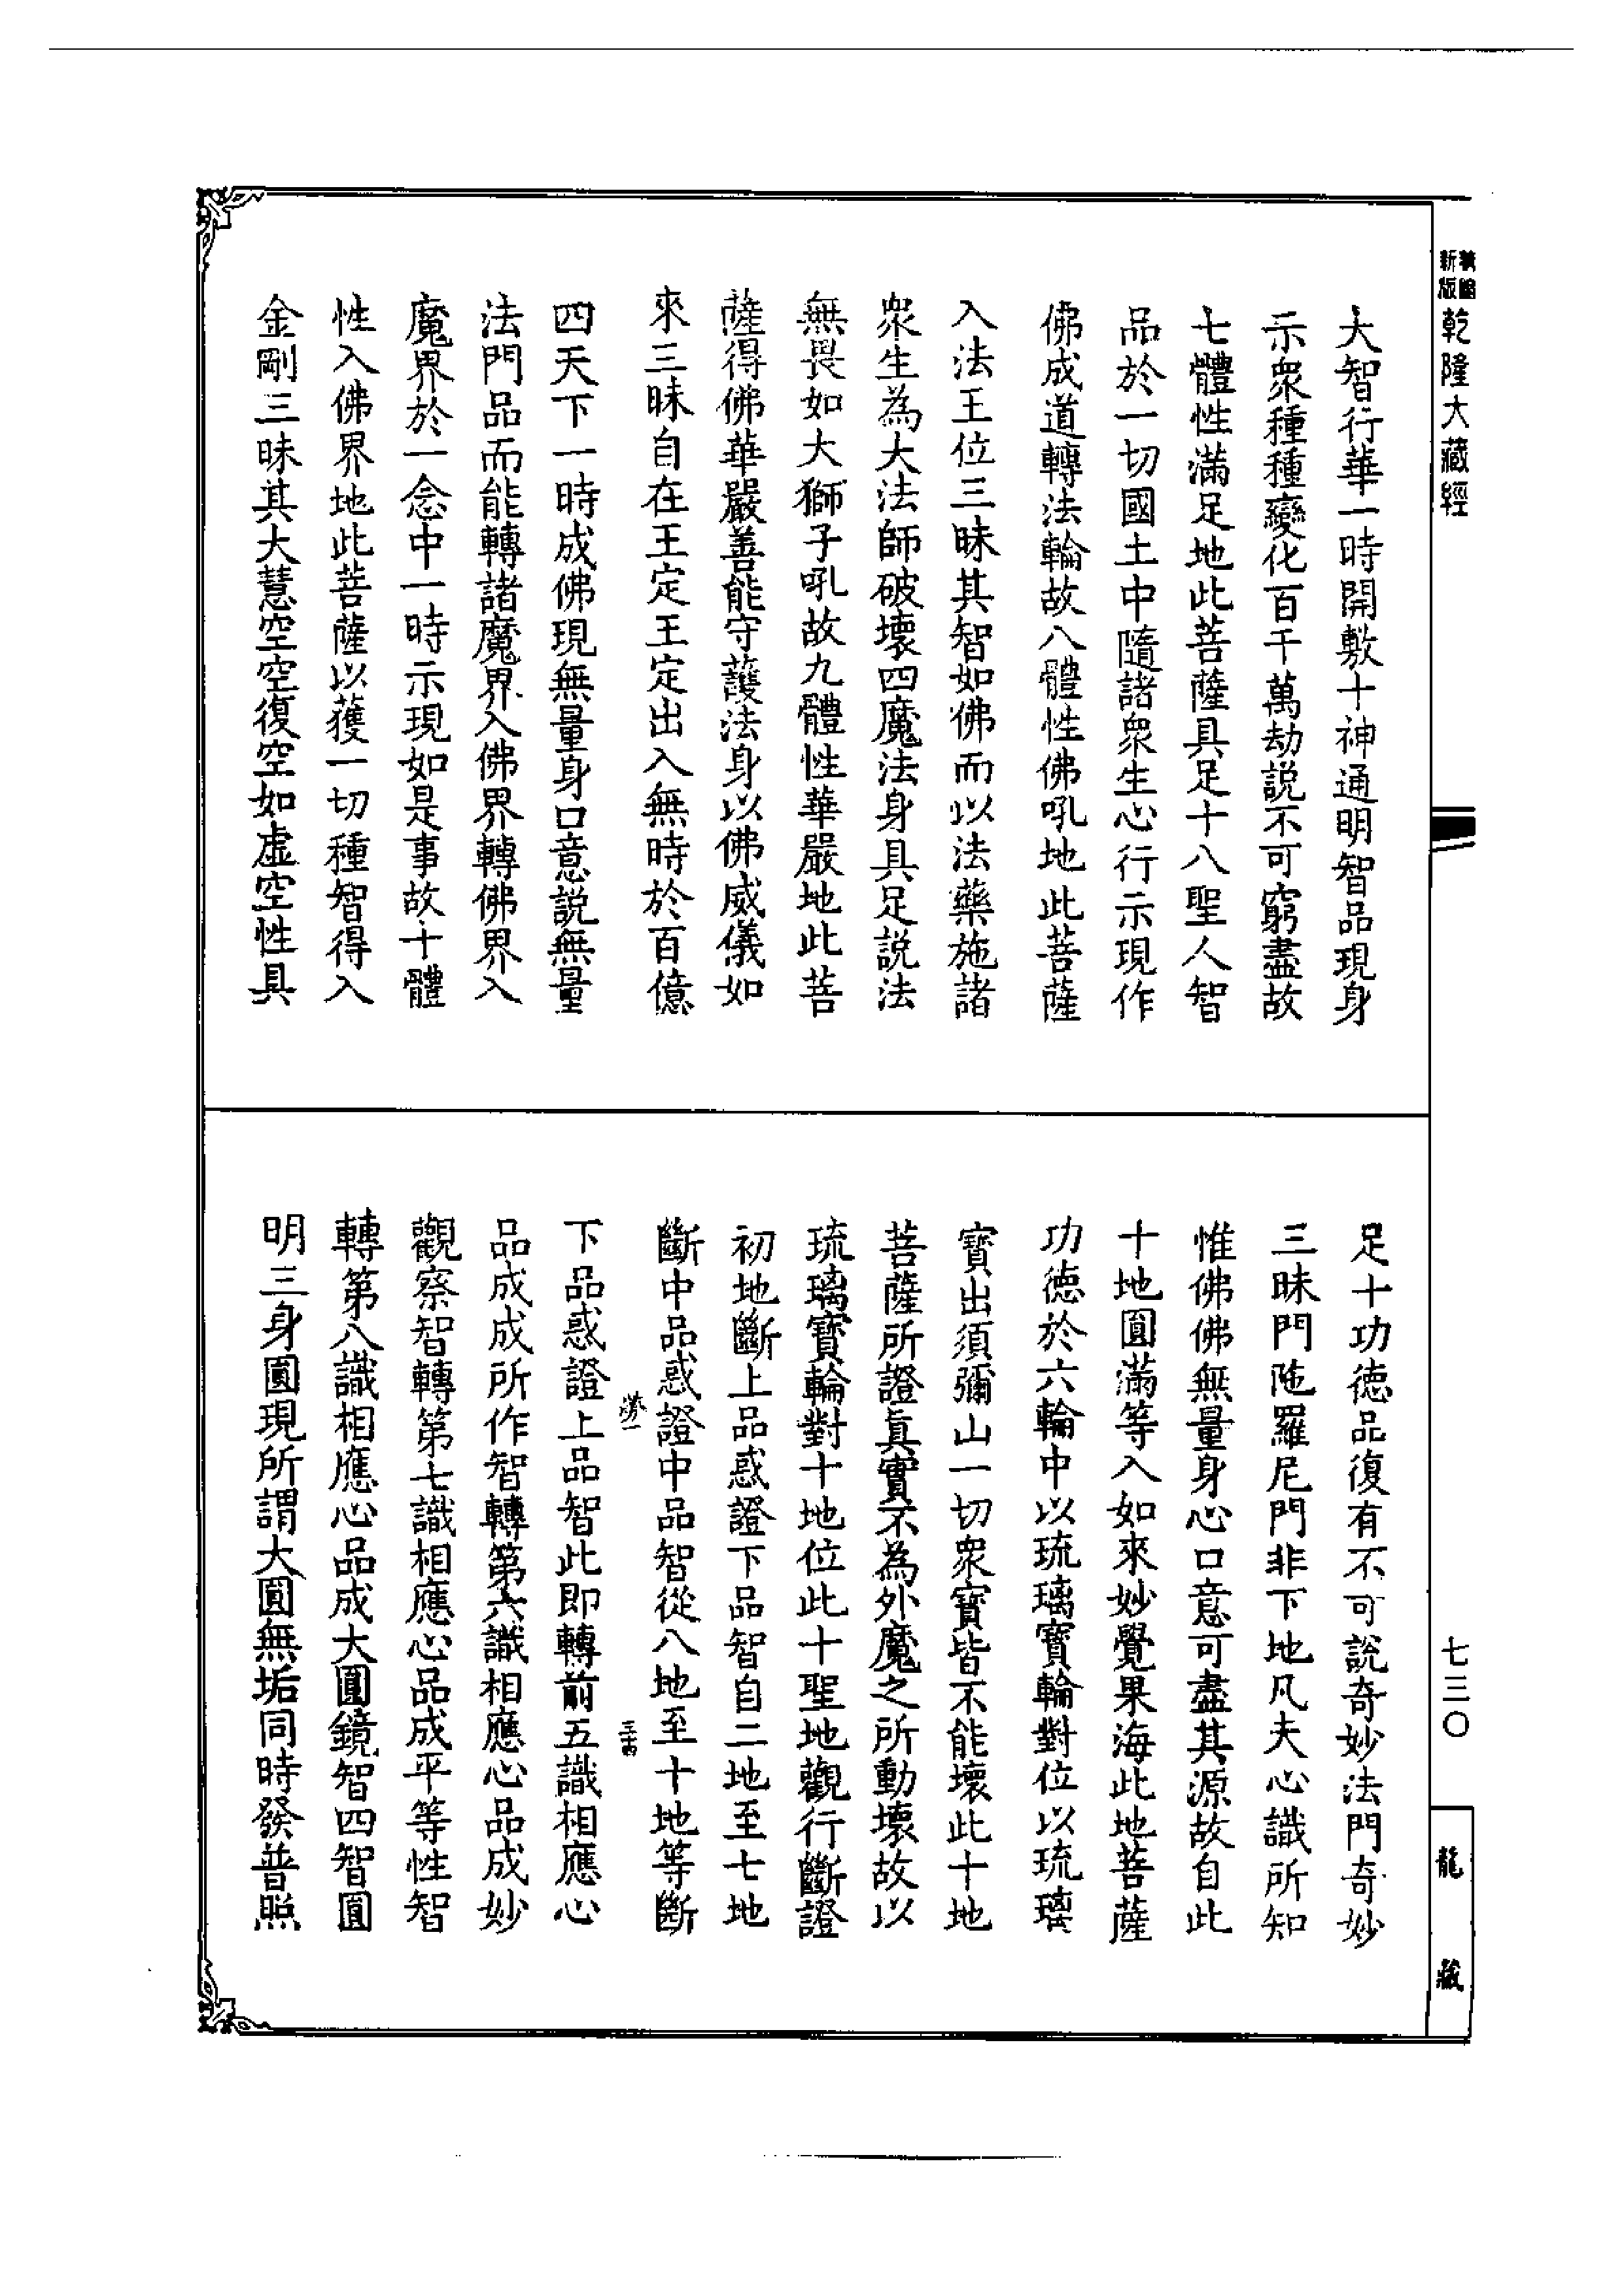 乾隆大藏經
大智行華一時開敷十神通明智品現身
示衆種種變化百千萬劫説不可窮盡故
七體性滿足地此菩薩具足十八聖人智
品於一切國土中隨諸衆生心行示現作
佛成道轉法輪故八體性佛吼地此菩薩
入法王位三昧其智如佛而以法藥施諸
衆生為大法師破壞四魔法身具足説法
無畏如大獅子吼故九體性華嚴地此菩
薩得佛華嚴善能守護法身以佛威儀如
來三昧自在王定王定出入無時於百億
四天下一時成佛現無量身口意説無量
法門品而能轉諸魔界入佛界轉佛界入
魔界於一念中一時示現如是事故十體
性入佛界地此菩薩以獲一切種智得入
金剛三昧其大慧空空復空如虛空性具
足十功德品復有不可説奇妙法門奇妙
三昧門陁羅尼門非下地凡夫心識所知
惟佛佛無量身心口意可盡其源故自此
十地圓滿等入如來妙覺果海此地菩薩
功德於六輪中以琉璃寶輪對位以琉璃
寶出須彌山一切衆寶皆不能壞此十地
菩薩所證眞實不為外魔之所動壞故以
琉璃寶輪對十地位此十聖地觀行斷證
初地斷上品惑證下品智自二地至七地
斷中品惑證中品智從八地至十地等斷
下品惑證上品智此即轉前五識相應心
品成成所作智轉第六識相應心品成妙
觀察智轉第七識相應心品成平等性智
轉第八識相應心品成大圓鏡智四智圓
明三身圓現所謂大圓無垢同時發普照
七三〇
龍藏